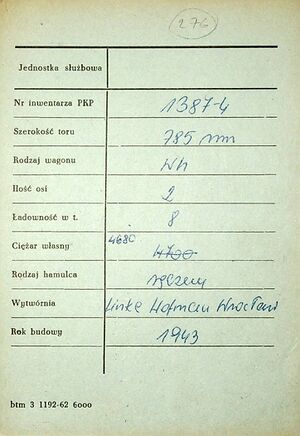 276
Jednostka służbowa
Nr inwentarza PKP 1387-4
Szerokość toru 785 mm
Rodzaj wagonu Wh
Ilość osi 2
Ładowność w t. 8
Ciężar własny 4680 4700
Rodzaj hamulca ręczny
Wytwórnia Linke Hofman Wrocław
Rok budowy 1943
btm 3 1192-62 6000